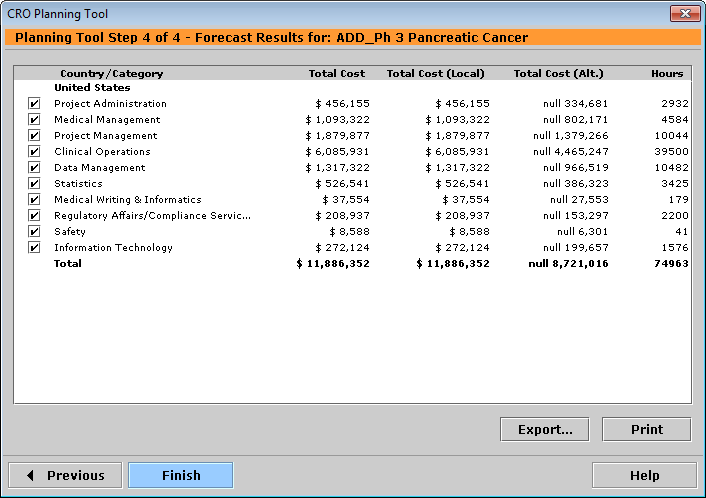 CRO Planning Tool
Planning Tool Step 4 of 4 - Forecast Results for: ADD_Ph 3 Pancreatic Cancer
Country/Category Total Cost Total Cost (Local) Total Cost (Alt.) Hours
United States
Project Administration $ 456,155 $ 456,155 null 334,681 2932
Medical Management $ 1,093,322 $ 1,093,322 null 802,171 4584
Project Management $ 1,879,877 $ 1,879,877 null 1,379,266 10044
Clinical Operations $ 6,085,931 $ 6,085,931 null 4,465,247 39500
Data Management $ 1,317,322 $ 1,317,322 null 966,519 10482
Statistics $ 526,541 $ 526,541 null 386,323 3425
Medical Writing & Informatics $ 37,554 $ 37,554 null 27,553 179
Regulatory Affairs/Compliance Servic... $ 208,937 $ 208,937 null 153,297 2200
Safety $ 8,588 $ 8,588 null 6,301 41
Information Technology $ 272,124 $ 272,124 null 199,657 1576
Total $ 11,886,352 $ 11,886,352 null 8,721,016 74963
Export... Print
Previous Finish Help